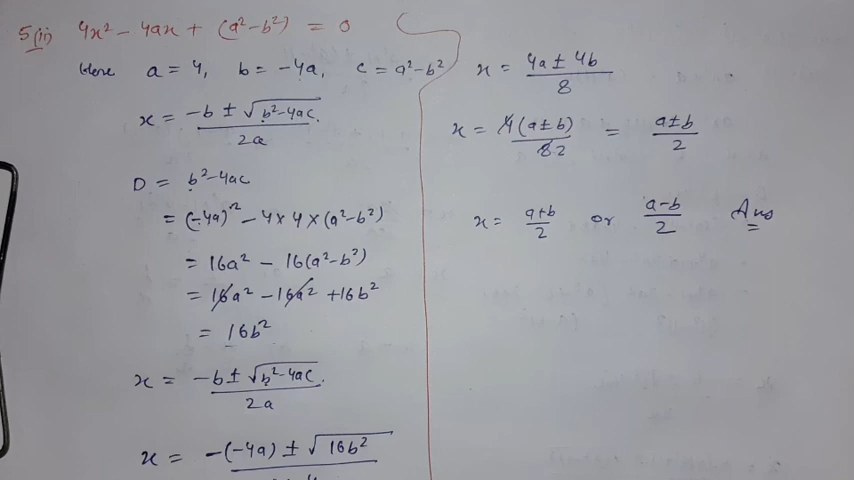 5(ii) 4x² - 4ax + (a² - b²) = 0
Here a = 4, b = -4a, c = a² - b²
x = (-b ± √(b² - 4ac))/2a
D = b² - 4ac
= (-4a)² - 4 × 4 × (a² - b²)
= 16a² - 16(a² - b²)
= 16a² - 16a² + 16b²
= 16b²
x = (-b ± √(b² - 4ac))/2a
x = (-(-4a) ± √(16b²))/
x = (4a ± 4b)/8
x = 4(a ± b)/8 2 = (a ± b)/2
x = (a+b)/2 or (a-b)/2 Ans